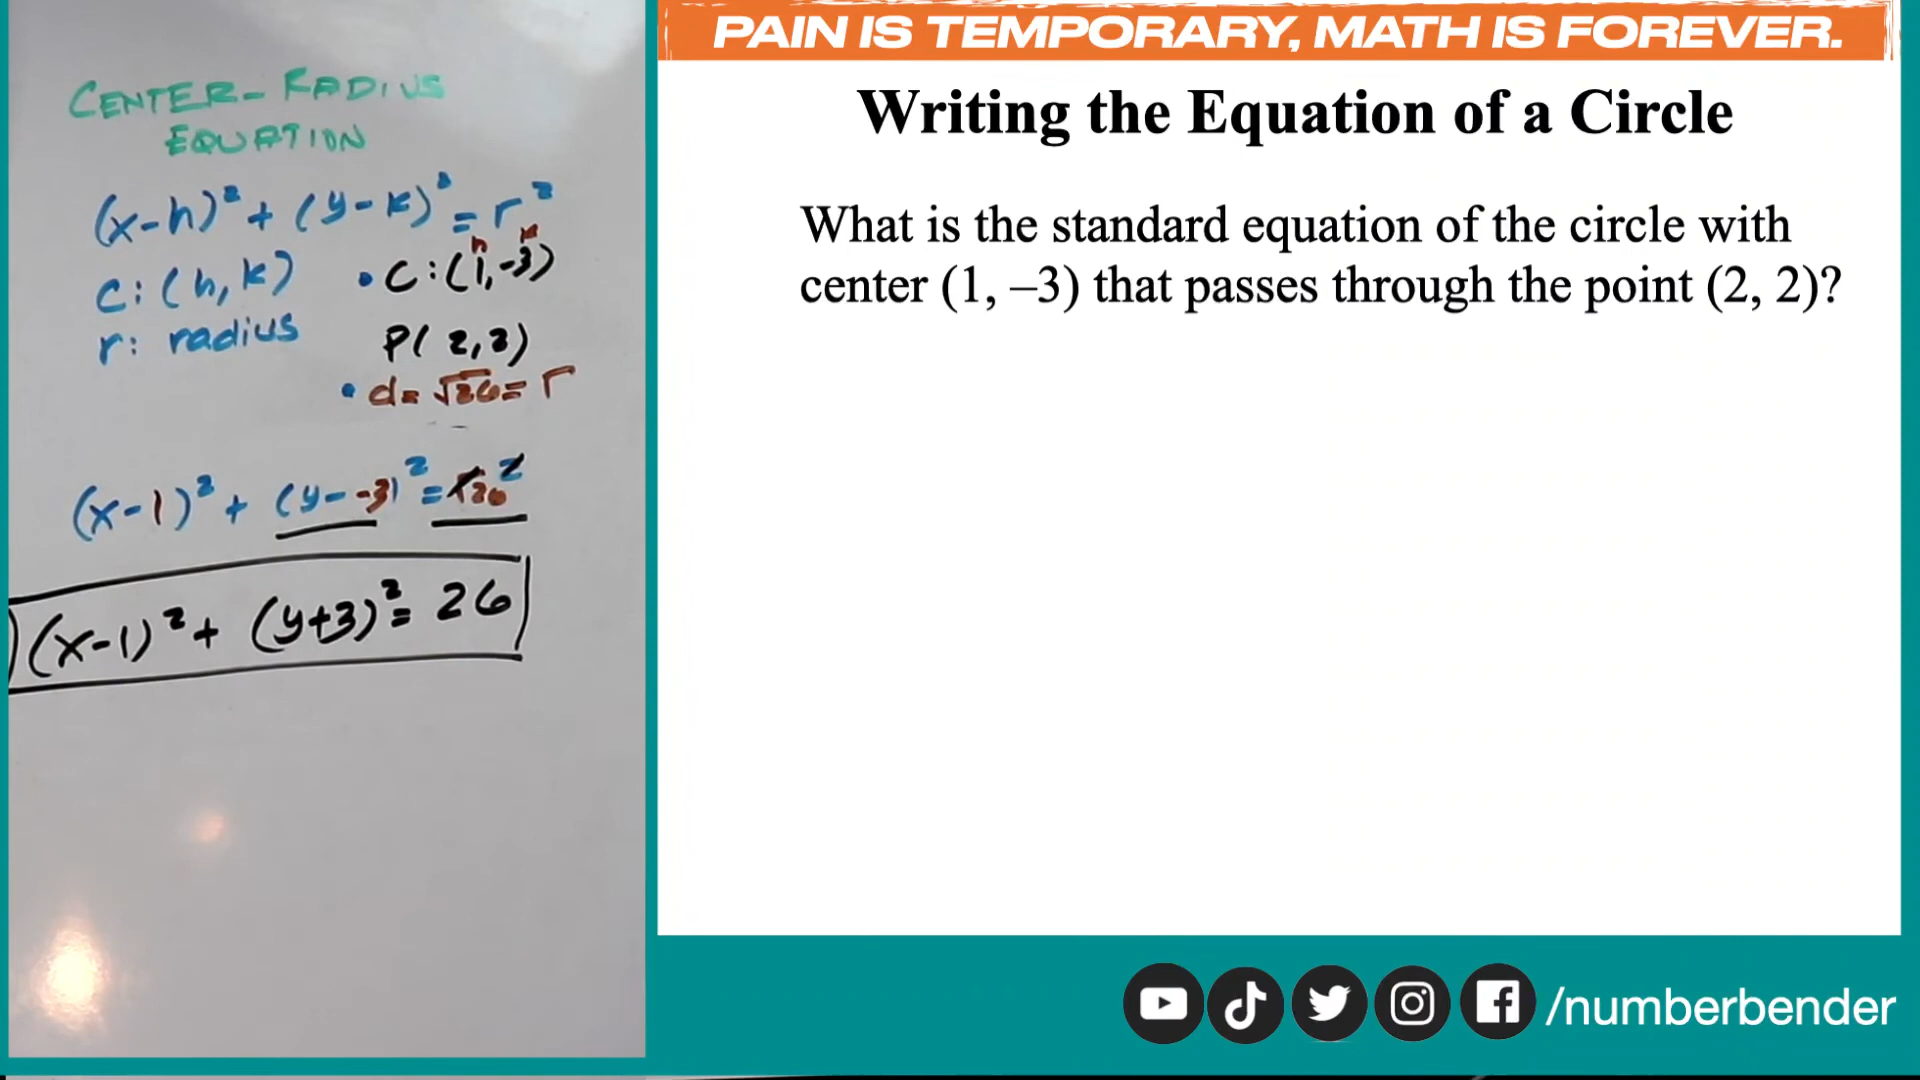 CENTER-RADIUS
EQUATION
(x-h)² + (y-k)² = r²
C: (h, k)
r: radius
h k
• C: (1, -3)
P( 2, 2)
• d = √26 = r
(x-1)² + (y--3)² = √26²
(x-1)² + (y+3)² = 26
PAIN IS TEMPORARY, MATH IS FOREVER.
Writing the Equation of a Circle
What is the standard equation of the circle with
center (1, –3) that passes through the point (2, 2)?
/numberbender